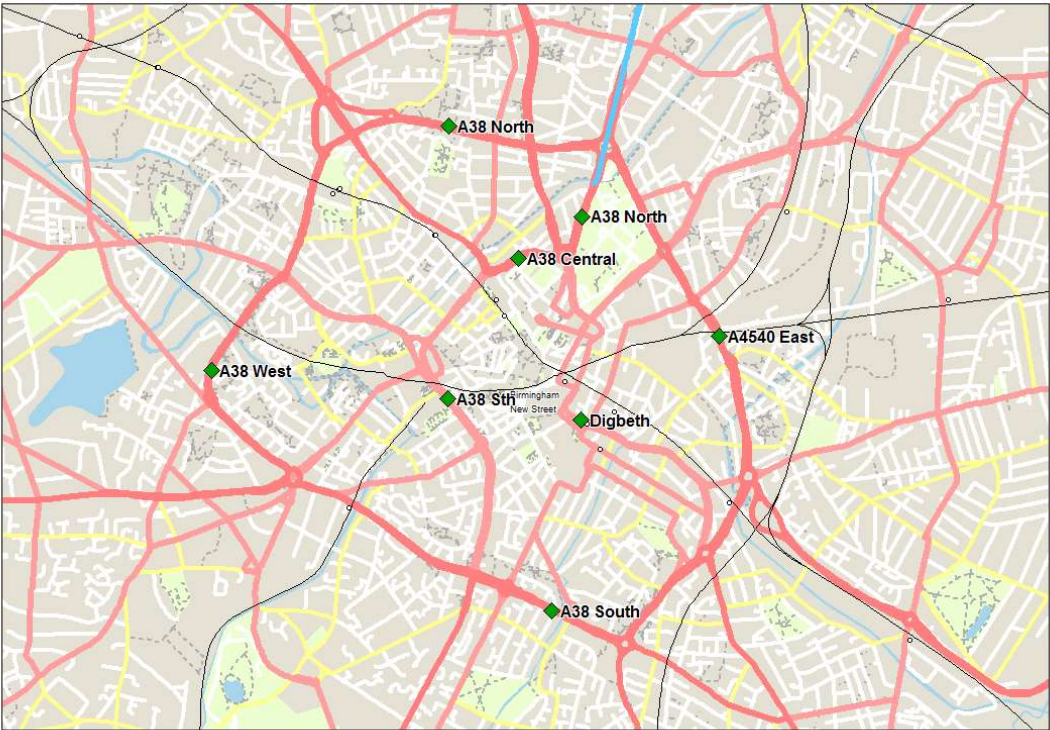 A38 North
A38 North
A38 Central
A4540 East
A38 West
A38 Sth
Birmingham
New Street
Digbeth
A38 South